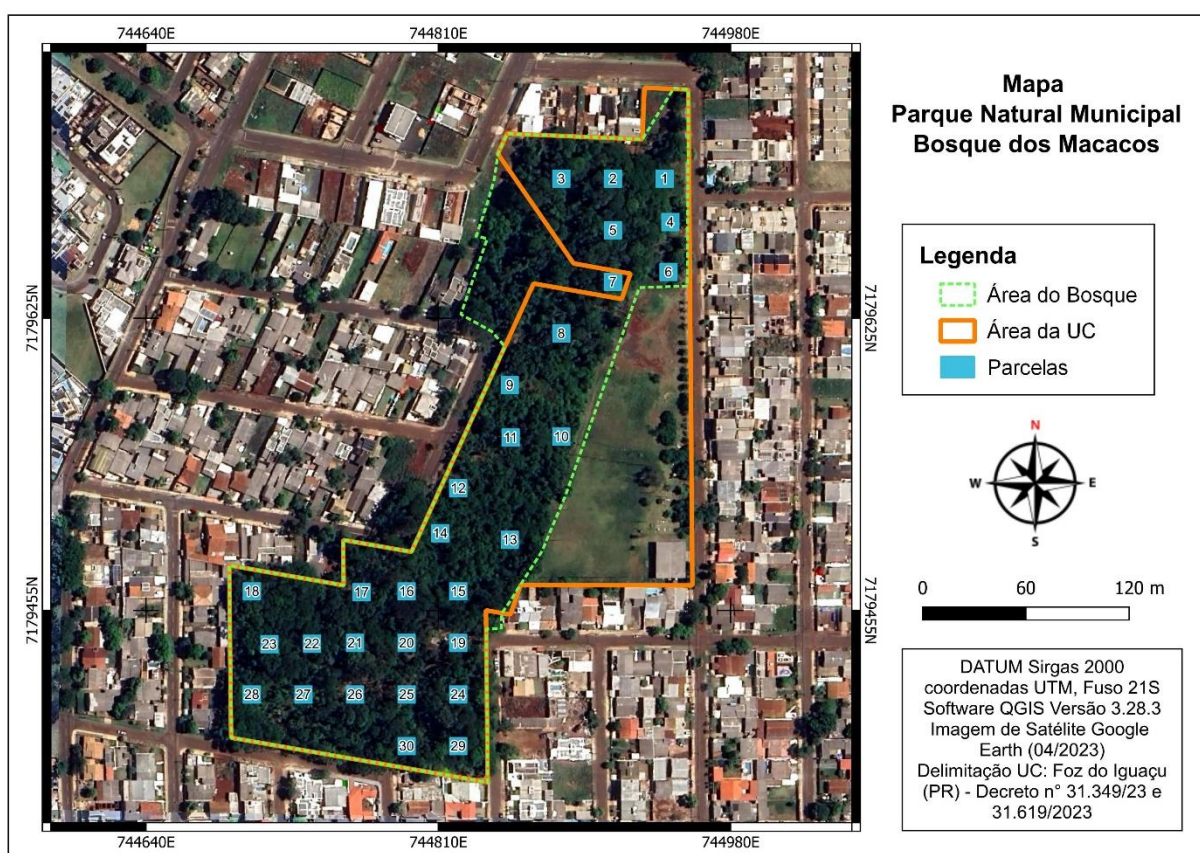 744640E
744810E
744980E
Mapa
Parque Natural Municipal
Bosque dos Macacos
3
2
1
4
5
6
7
8
9
11
10
12
14
13
18
17
16
15
23
22
21
20
19
28
27
26
25
24
30
29
7179625N
7179455N
7179625N
7179455N
744640E
744810E
744980E
Legenda
Área do Bosque
Área da UC
Parcelas
N
W
E
S
0
60
120 m
DATUM Sirgas 2000
coordenadas UTM, Fuso 21S
Software QGIS Versão 3.28.3
Imagem de Satélite Google
Earth (04/2023)
Delimitação UC: Foz do Iguaçu
(PR) - Decreto n° 31.349/23 e
31.619/2023